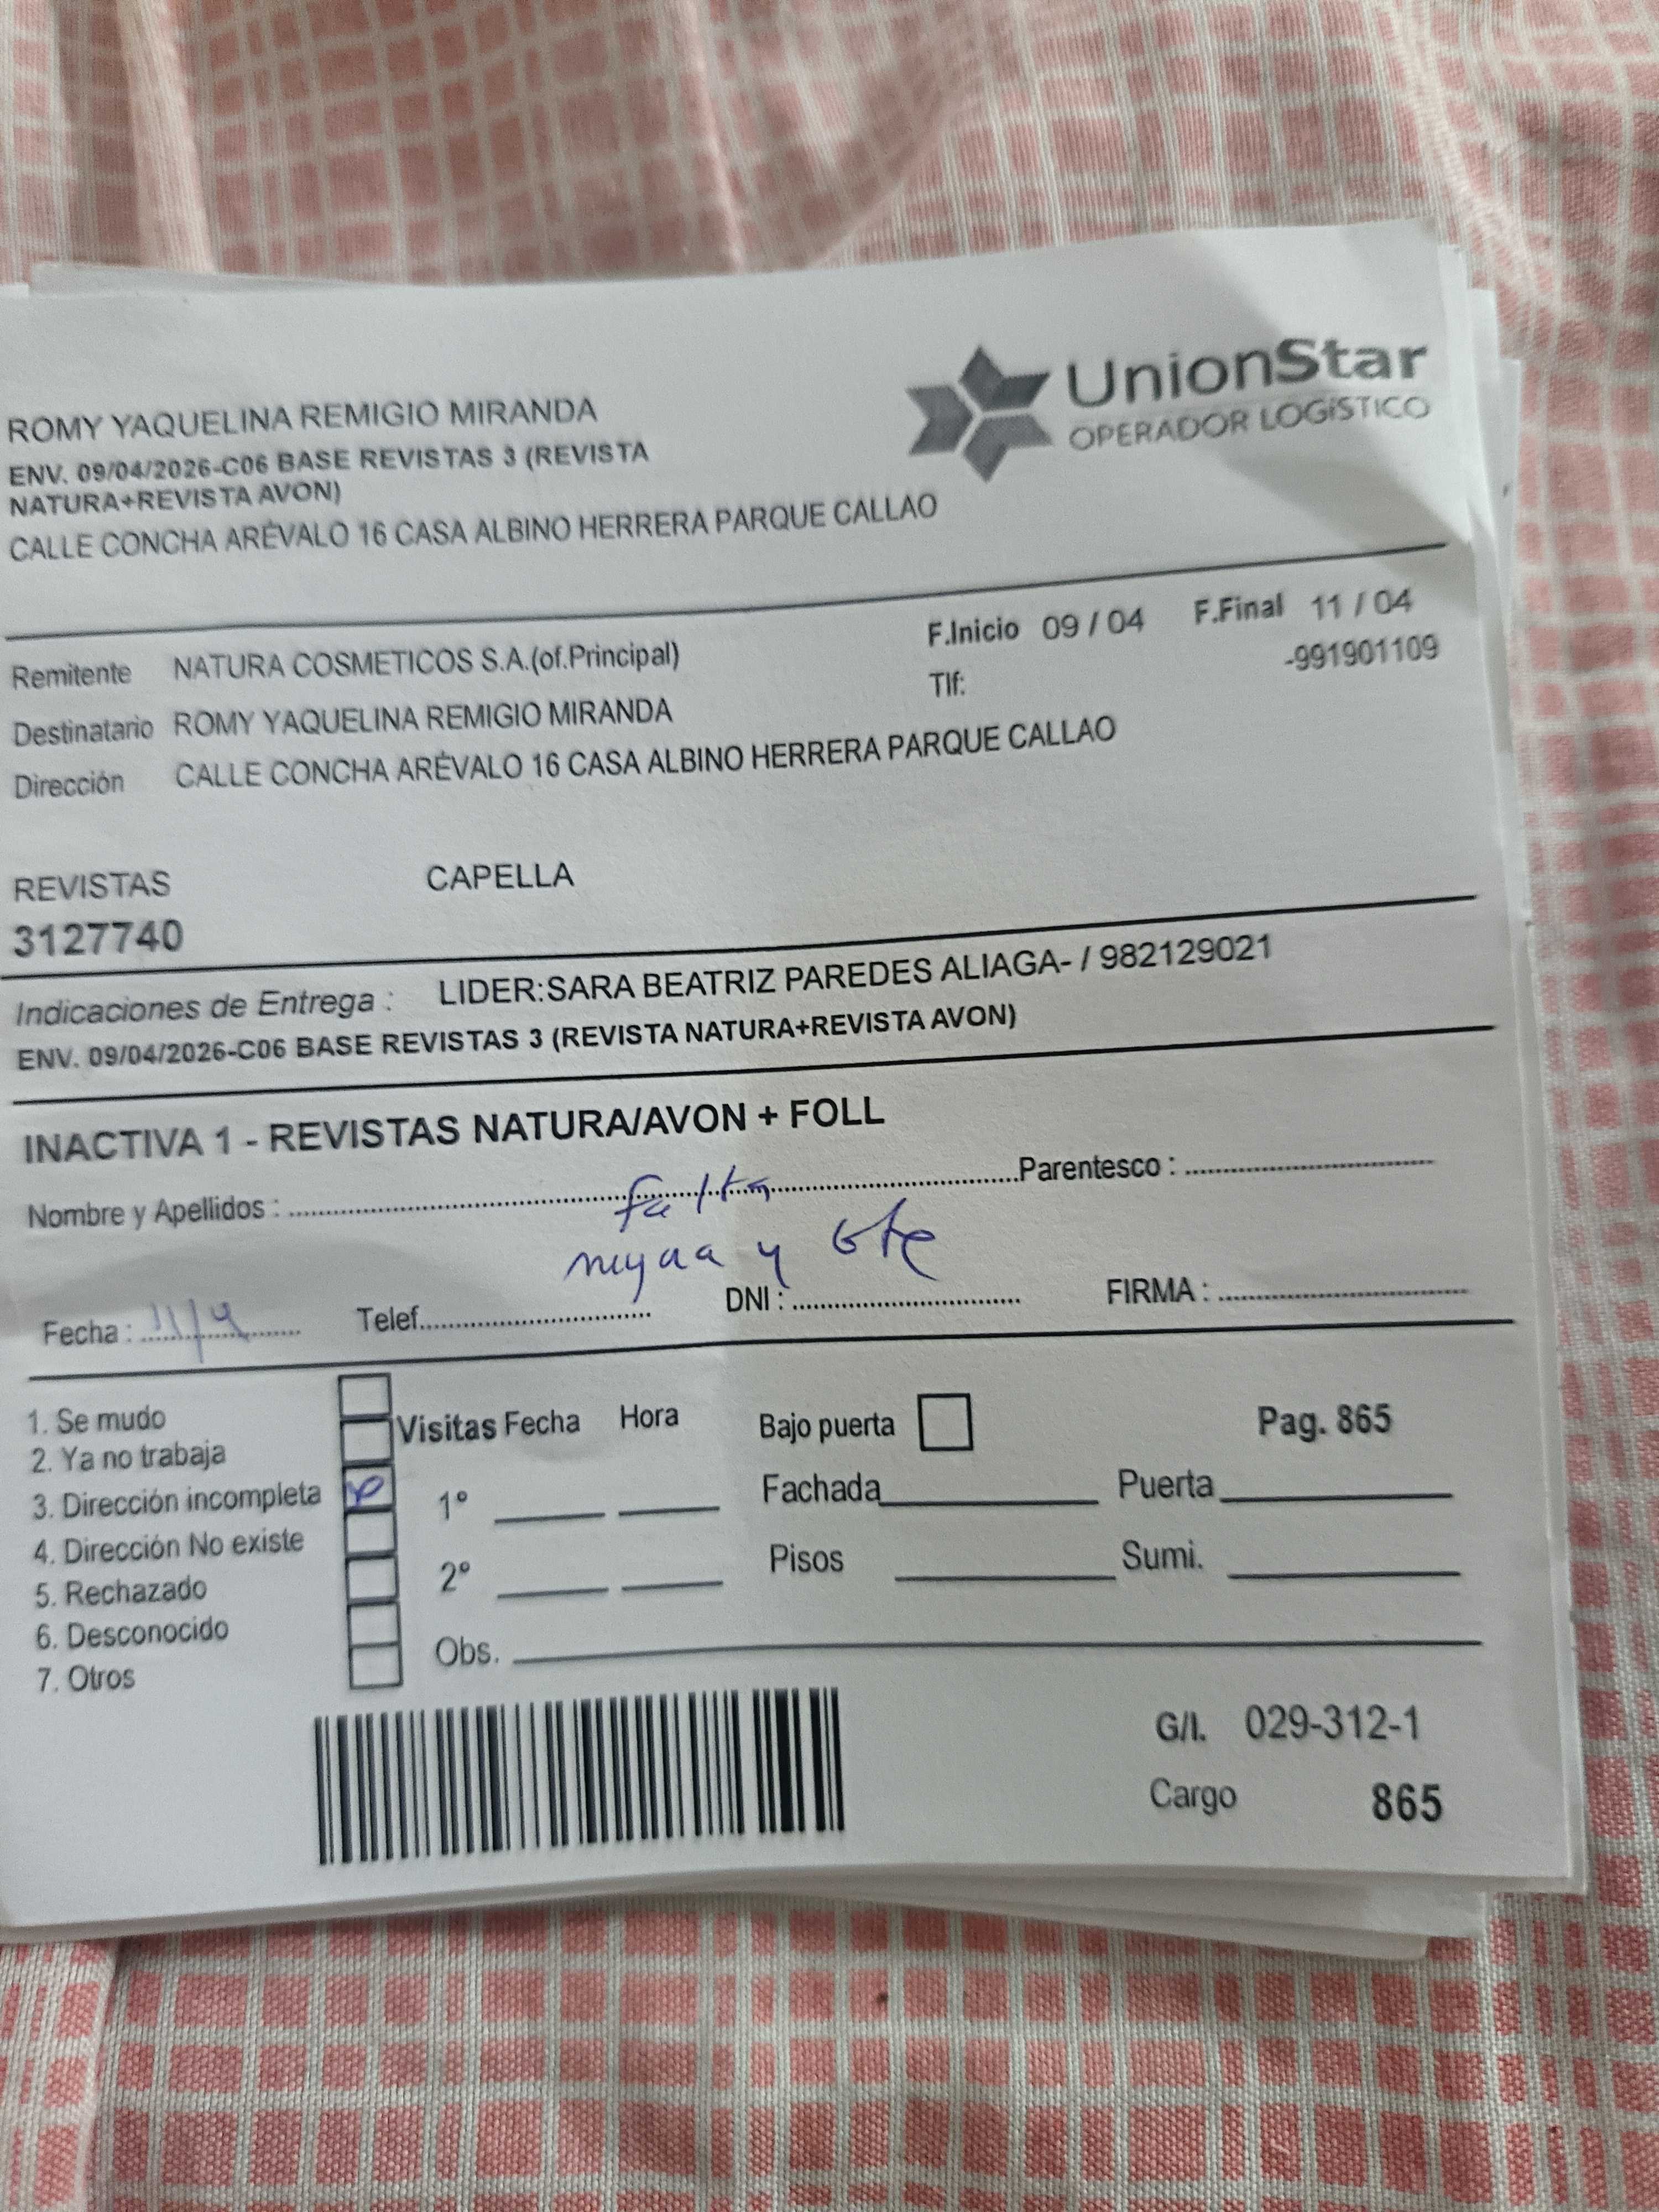 UnionStar
OPERADOR LOGÍSTICO
ROMY YAQUELINA REMIGIO MIRANDA
ENV. 09/04/2026-C06 BASE REVISTAS 3 (REVISTA
NATURA+REVISTA AVON)
CALLE CONCHA ARÉVALO 16 CASA ALBINO HERRERA PARQUE CALLAO
F.Inicio 09 / 04 F.Final 11 / 04
Remitente NATURA COSMETICOS S.A.(of.Principal) Tlf: -991901109
Destinatario ROMY YAQUELINA REMIGIO MIRANDA
Dirección CALLE CONCHA ARÉVALO 16 CASA ALBINO HERRERA PARQUE CALLAO
REVISTAS CAPELLA
3127740
Indicaciones de Entrega : LIDER:SARA BEATRIZ PAREDES ALIAGA- / 982129021
ENV. 09/04/2026-C06 BASE REVISTAS 3 (REVISTA NATURA+REVISTA AVON)
INACTIVA 1 - REVISTAS NATURA/AVON + FOLL
Nombre y Apellidos : falta Parentesco :
y
Fecha : 11/4 Telef. DNI : FIRMA :
1. Se mudo
2. Ya no trabaja Visitas Fecha Hora Bajo puerta Pag. 865
3. Dirección incompleta 1° Fachada Puerta
4. Dirección No existe
5. Rechazado 2° Pisos Sumi.
6. Desconocido
7. Otros Obs.
G/I. 029-312-1
Cargo 865